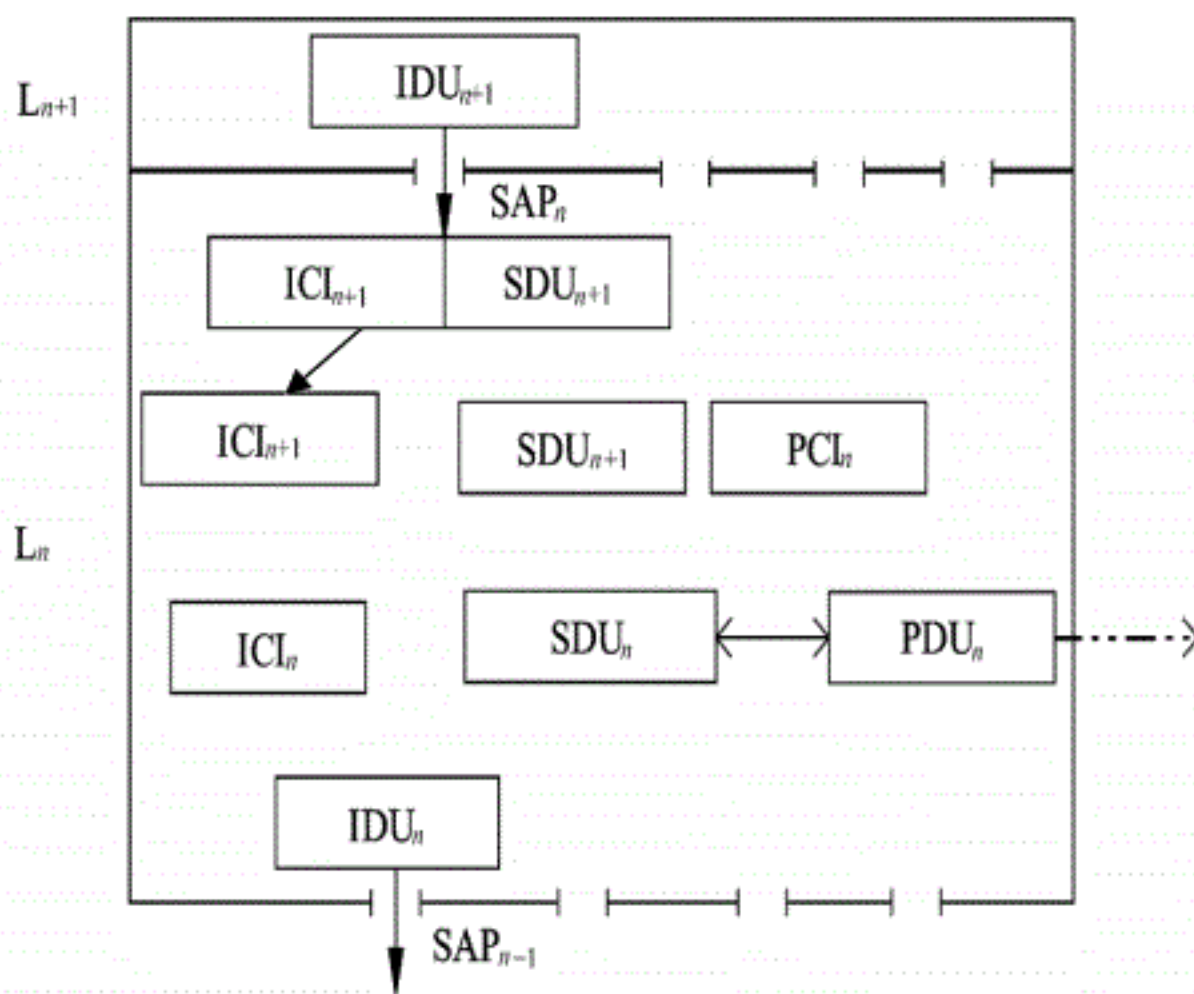 IDUₙ₊₁
Lₙ₊₁
SAPₙ
ICIₙ₊₁ SDUₙ₊₁
ICIₙ₊₁ SDUₙ₊₁ PCIₙ
Lₙ
ICIₙ SDUₙ PDUₙ
IDUₙ
SAPₙ₋₁